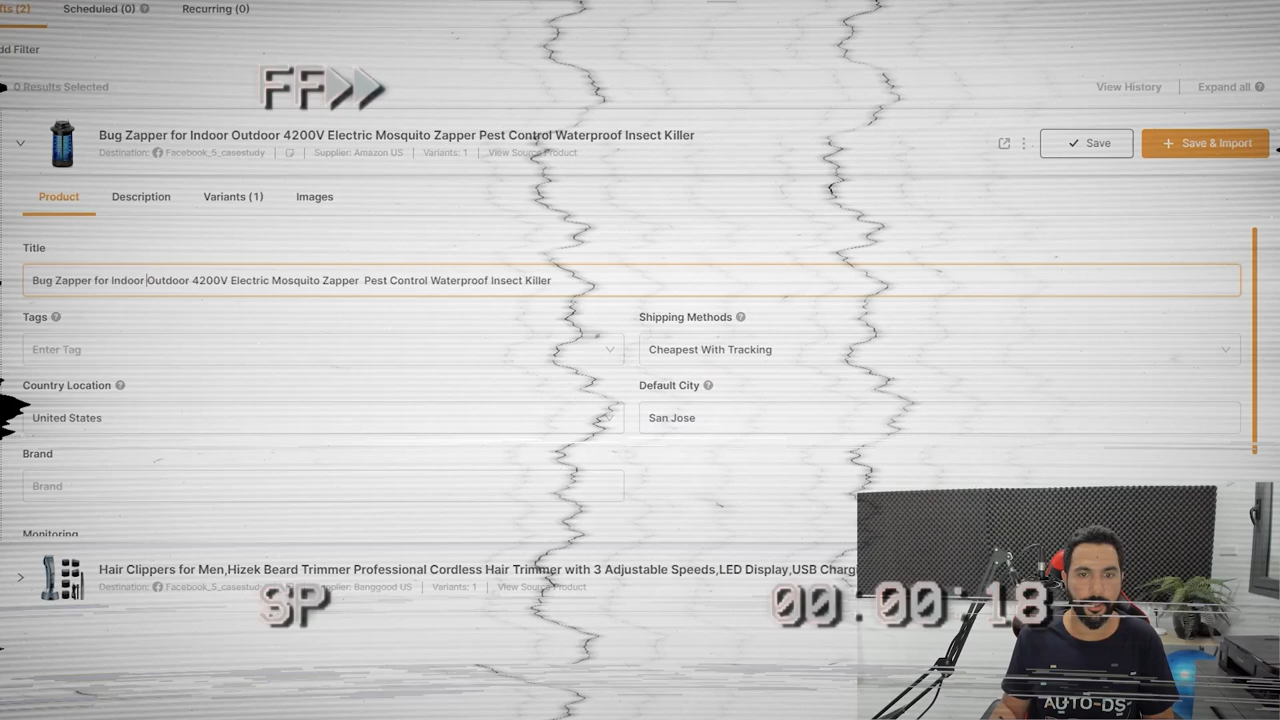 fts (2) Scheduled (0) Recurring (0)
dd Filter
FF
0 Results Selected View History Expand all
Bug Zapper for Indoor Outdoor 4200V Electric Mosquito Zapper Pest Control Waterproof Insect Killer
Destination: Facebook_5_casestudy Supplier: Amazon US Variants: 1 View Source Product
Save Save & Import
Product Description Variants (1) Images
Title
Bug Zapper for Indoor Outdoor 4200V Electric Mosquito Zapper Pest Control Waterproof Insect Killer
Tags Shipping Methods
Enter Tag Cheapest With Tracking
Country Location Default City
United States San Jose
Brand
Brand
Monitoring
Hair Clippers for Men,Hizek Beard Trimmer Professional Cordless Hair Trimmer with 3 Adjustable Speeds,LED Display,USB Charg
Destination: Facebook_5_casestudy Supplier: Banggood US Variants: 1 View Source Product
SP 00.00:18
AUTO-DS